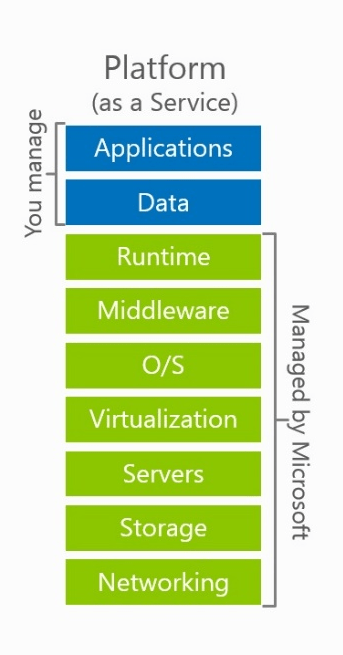 Platform
(as a Service)
You manage
Applications
Data
Runtime
Middleware
O/S
Virtualization
Servers
Storage
Networking
Managed by Microsoft